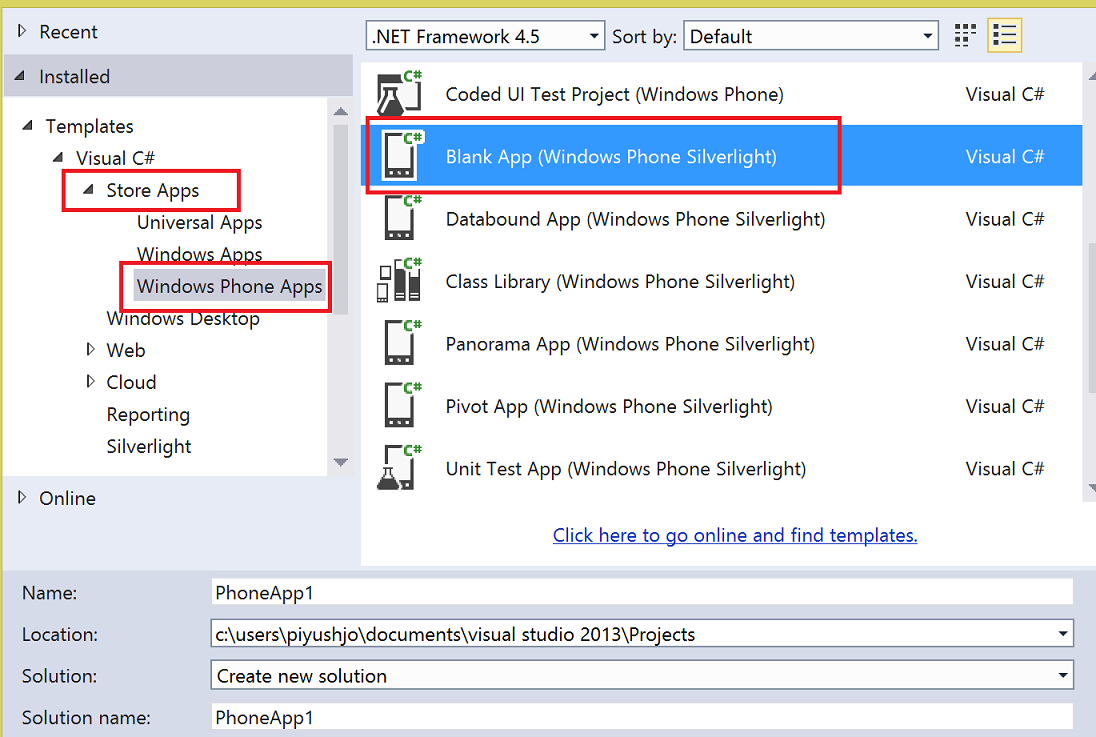 Recent
Installed
Templates
Visual C#
Store Apps
Universal Apps
Windows Apps
Windows Phone Apps
Windows Desktop
Web
Cloud
Reporting
Silverlight
Online
.NET Framework 4.5 Sort by: Default
C# Coded UI Test Project (Windows Phone) Visual C#
C# Blank App (Windows Phone Silverlight) Visual C#
C# Databound App (Windows Phone Silverlight) Visual C#
C# Class Library (Windows Phone Silverlight) Visual C#
C# Panorama App (Windows Phone Silverlight) Visual C#
C# Pivot App (Windows Phone Silverlight) Visual C#
C# Unit Test App (Windows Phone Silverlight) Visual C#
Click here to go online and find templates.
Name: PhoneApp1
Location: c:\users\piyushjo\documents\visual studio 2013\Projects
Solution: Create new solution
Solution name: PhoneApp1